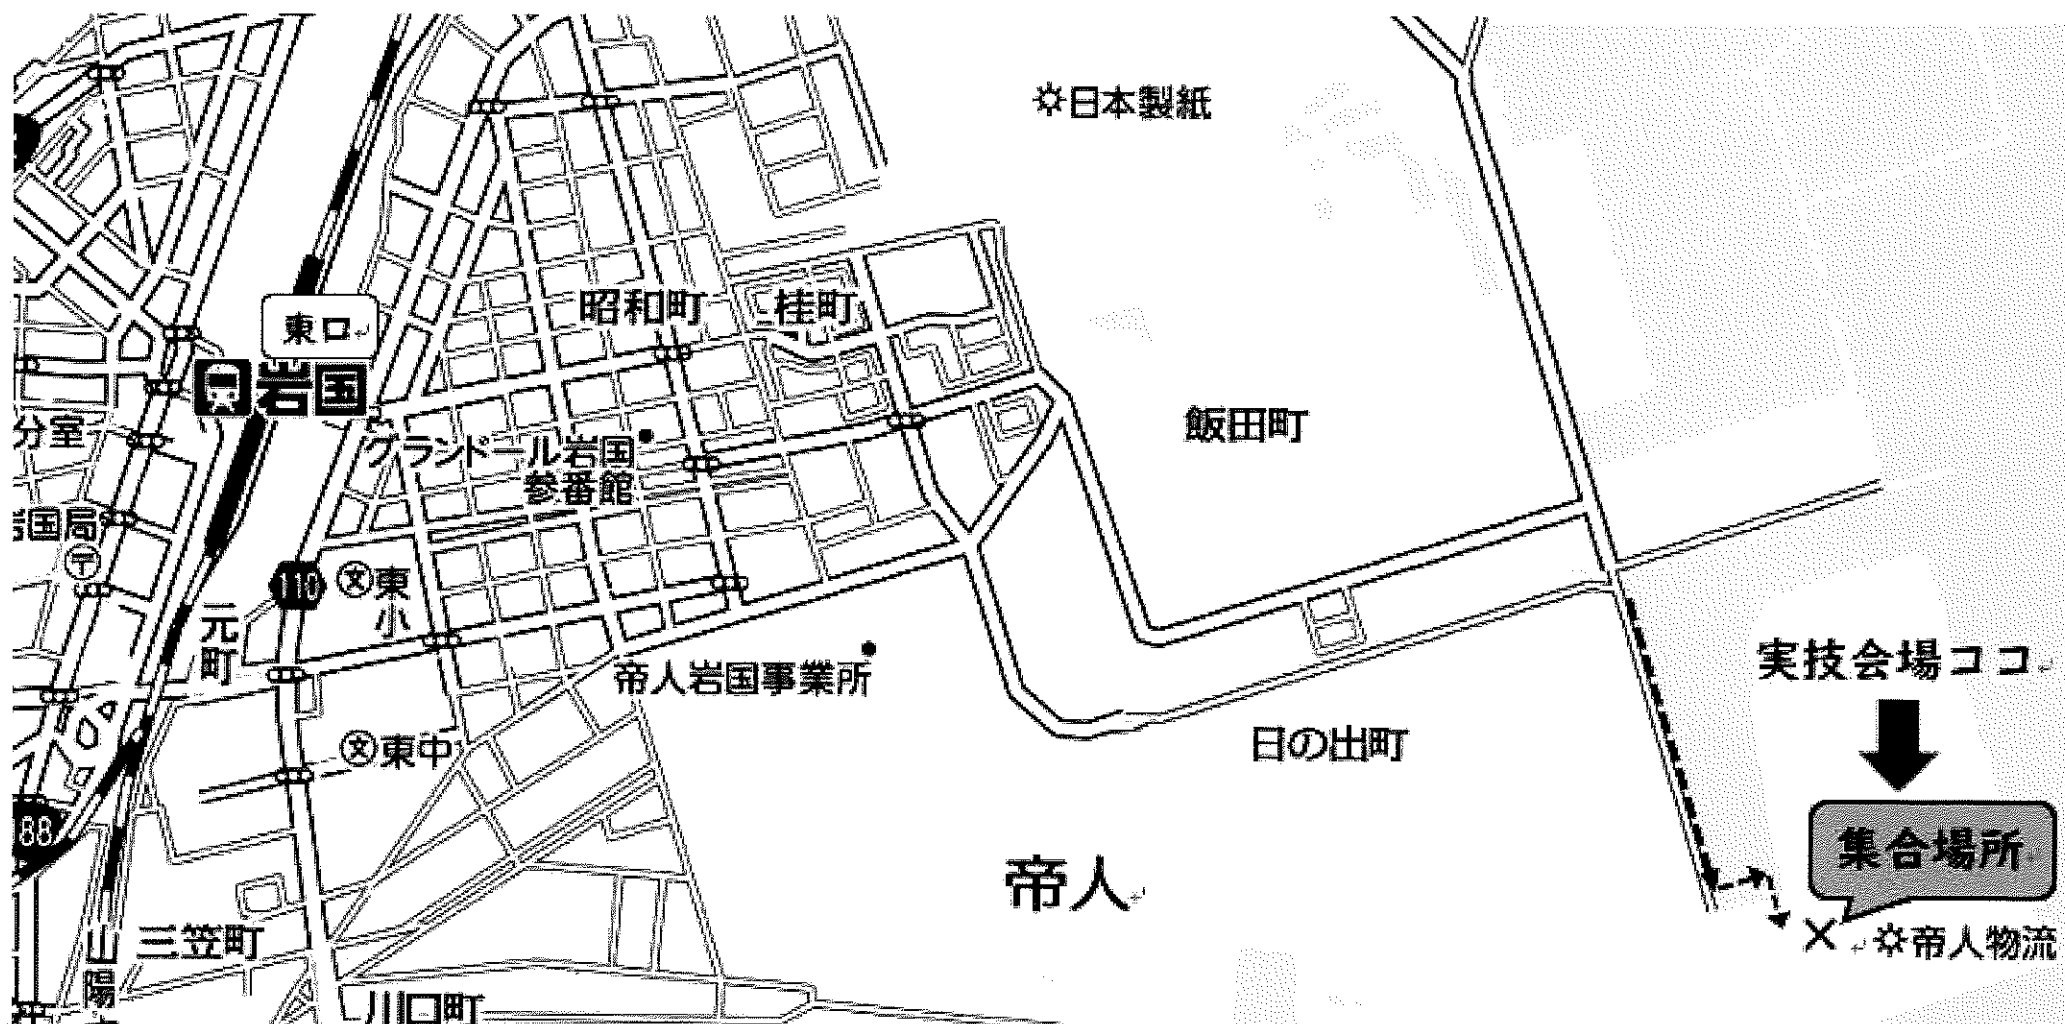 日本製紙
昭和町
桂町
東口
岩国
分室
グランドール岩国
参番館
飯田町
国局
〒
119
文東小
元町
実技会場ココ
帝人岩国事業所
日の出町
文東中
集合場所
帝人
三笠町
山陽
帝人物流
川口町